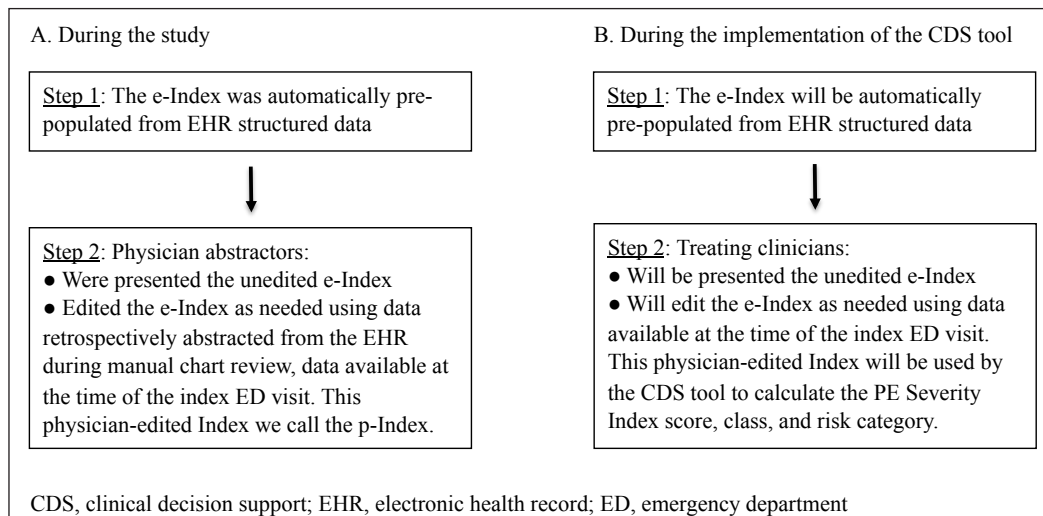 A. During the study
Step 1: The e-Index was automatically pre-
populated from EHR structured data
Step 2: Physician abstractors:
● Were presented the unedited e-Index
● Edited the e-Index as needed using data
retrospectively abstracted from the EHR
during manual chart review, data available at
the time of the index ED visit. This
physician-edited Index we call the p-Index.
B. During the implementation of the CDS tool
Step 1: The e-Index will be automatically
pre-populated from EHR structured data
Step 2: Treating clinicians:
● Will be presented the unedited e-Index
● Will edit the e-Index as needed using data
available at the time of the index ED visit.
This physician-edited Index will be used by
the CDS tool to calculate the PE Severity
Index score, class, and risk category.
CDS, clinical decision support; EHR, electronic health record; ED, emergency department